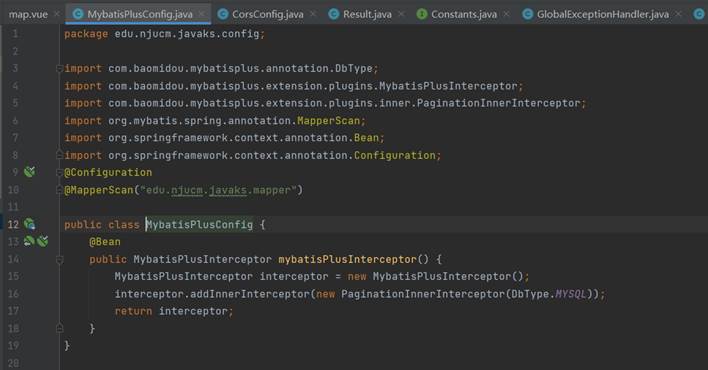 map.vue MybatisPlusConfig.java CorsConfig.java Result.java Constants.java GlobalExceptionHandler.java
1 package edu.njucm.javaks.config;
2
3 import com.baomidou.mybatisplus.annotation.DbType;
4 import com.baomidou.mybatisplus.extension.plugins.MybatisPlusInterceptor;
5 import com.baomidou.mybatisplus.extension.plugins.inner.PaginationInnerInterceptor;
6 import org.mybatis.spring.annotation.MapperScan;
7 import org.springframework.context.annotation.Bean;
8 import org.springframework.context.annotation.Configuration;
9 @Configuration
10 @MapperScan("edu.njucm.javaks.mapper")
11
12 public class MybatisPlusConfig {
13 @Bean
14 public MybatisPlusInterceptor mybatisPlusInterceptor() {
15 MybatisPlusInterceptor interceptor = new MybatisPlusInterceptor();
16 interceptor.addInnerInterceptor(new PaginationInnerInterceptor(DbType.MYSQL));
17 return interceptor;
18 }
19 }
20